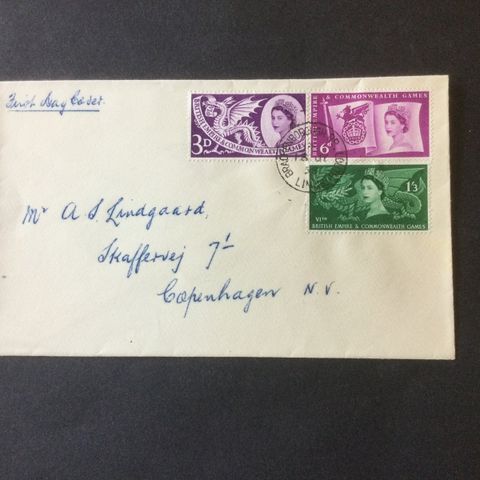 First Day Cover.
3D
BRITISH EMPIRE & COMMONWEALTH GAMES
BRITISH EMPIRE & COMMONWEALTH GAMES
6D
1'3
VITH
BRITISH EMPIRE & COMMONWEALTH GAMES
Mr A S Lindgaard,
Skaffervej 7¹
Copenhagen N.V.